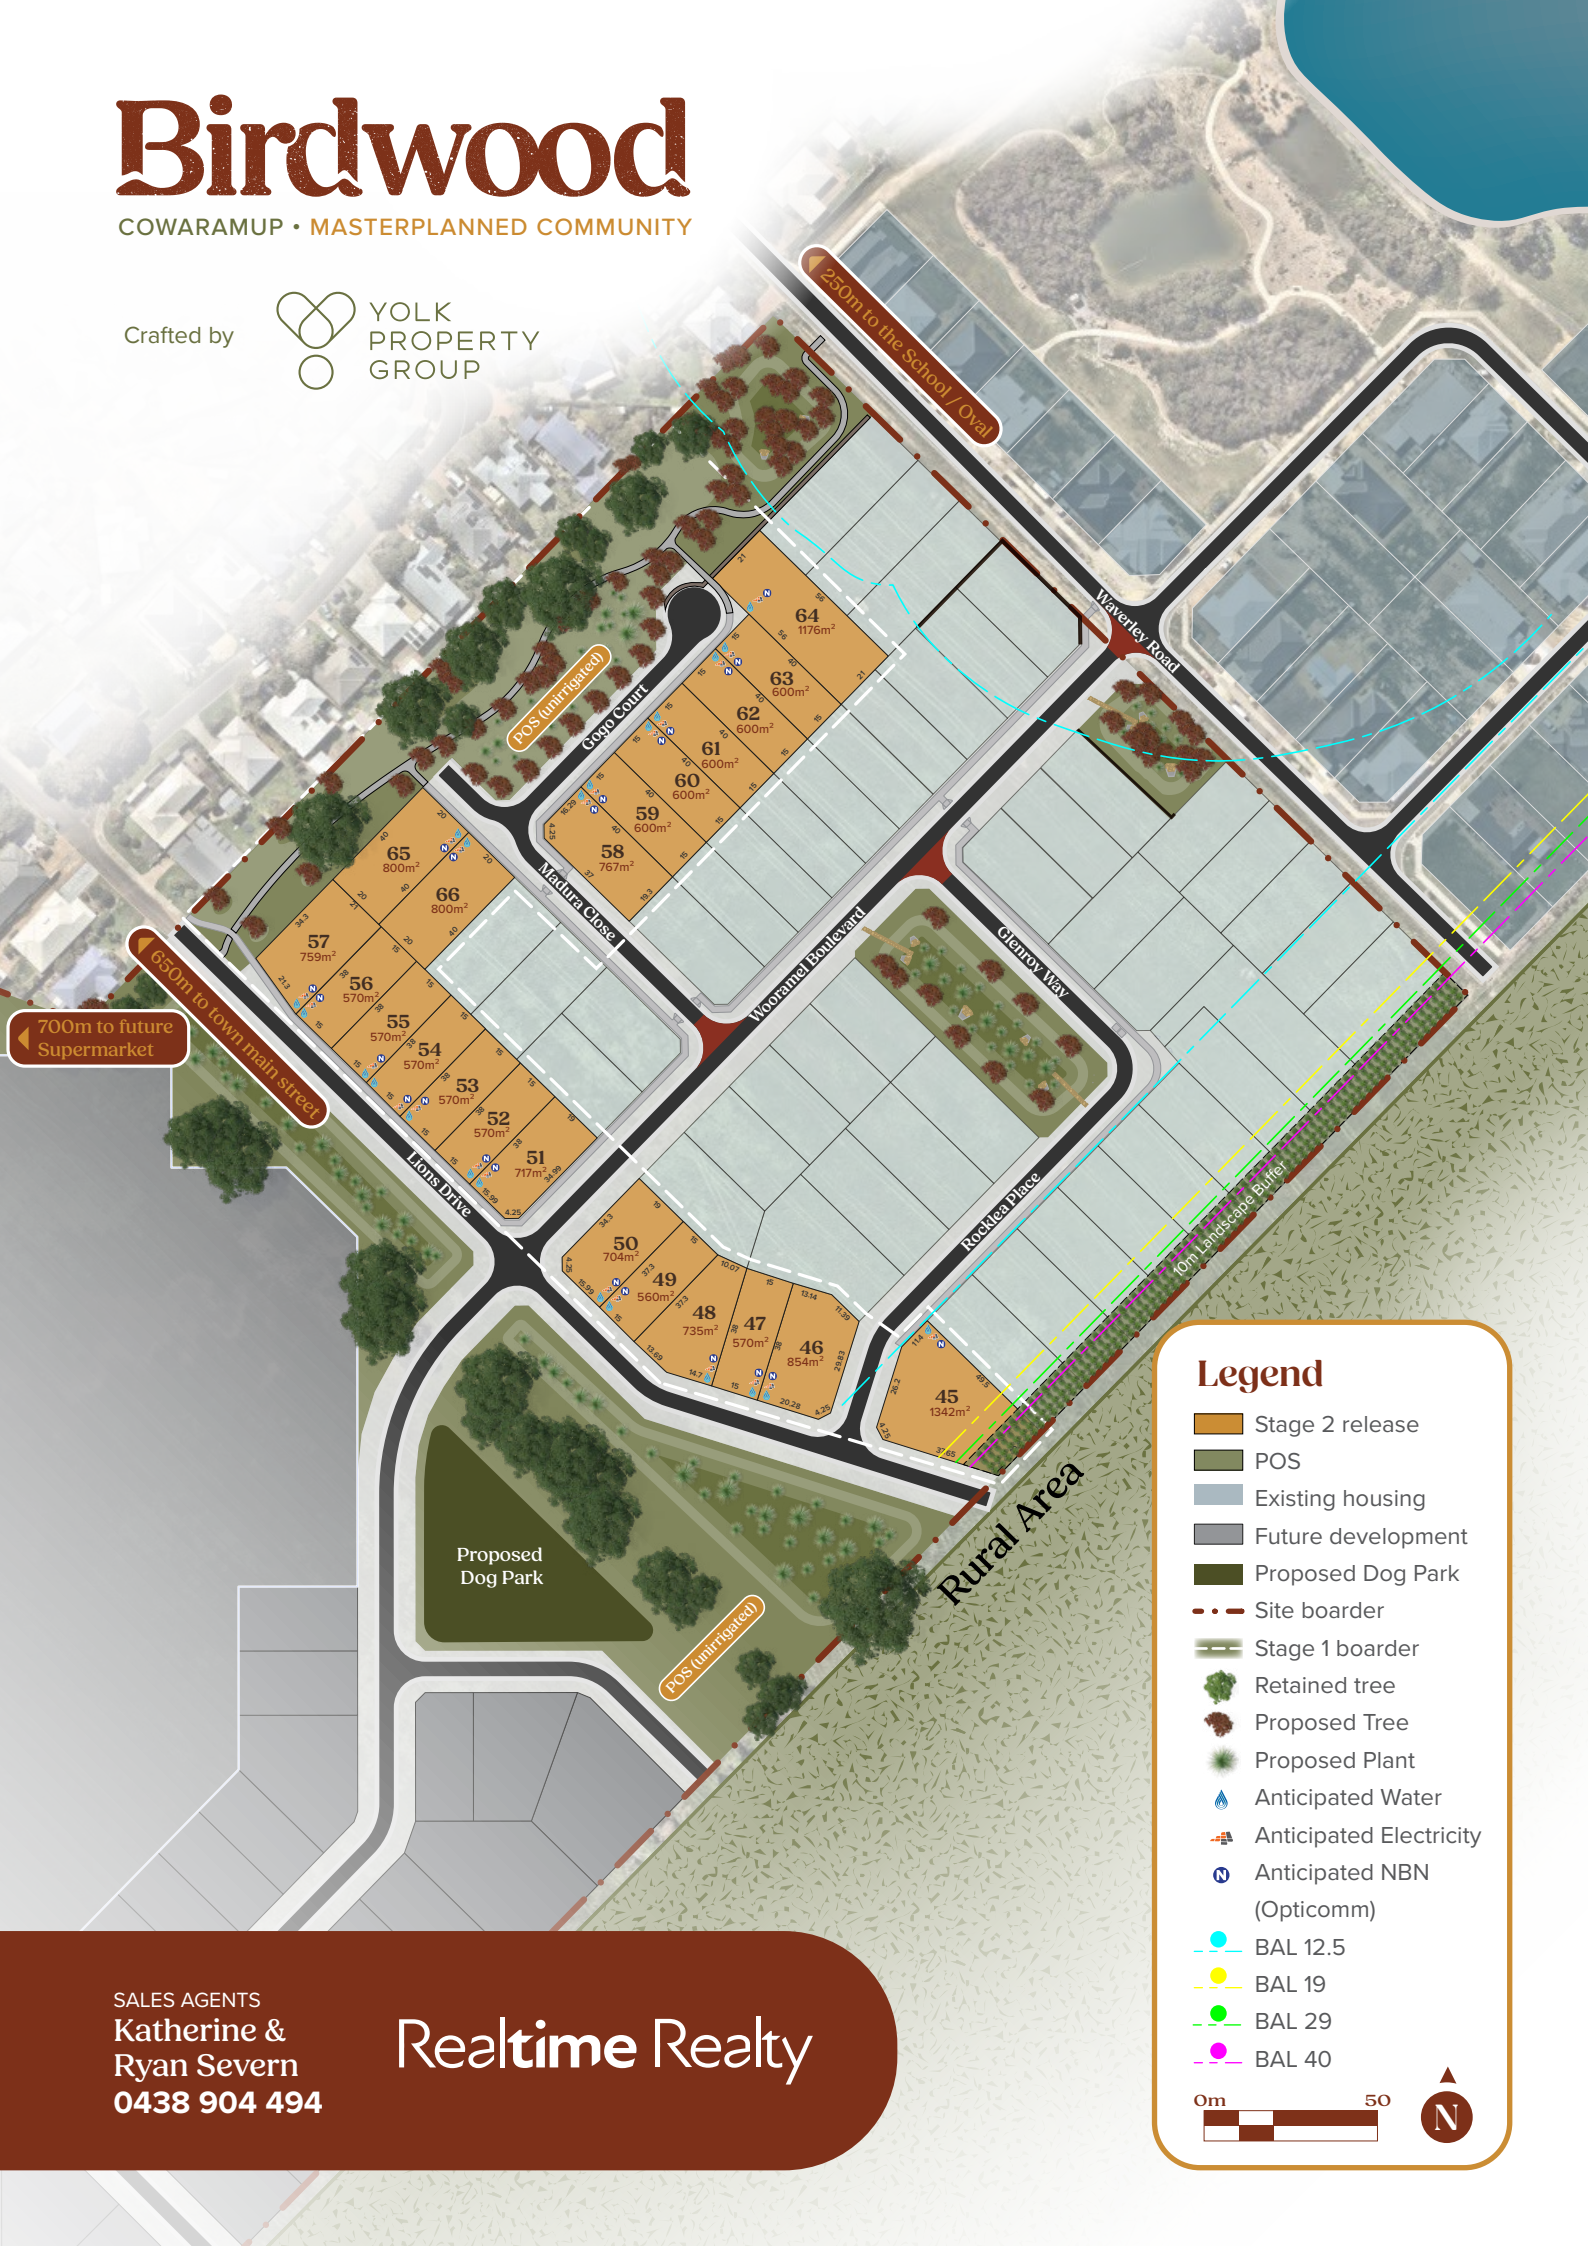 Birdwood
COWARAMUP • MASTERPLANNED COMMUNITY
Crafted by
YOLK
PROPERTY
GROUP
250m to the School / Oval
Waverley Road
POS (unirrigated)
Gogo Court
Madura Close
Wooramel Boulevard
Glenroy Way
Rocklea Place
10m Landscape Buffer
650m to town main street
700m to future
Supermarket
Lions Drive
64
1176m²
63
600m²
62
600m²
61
600m²
60
600m²
59
600m²
58
767m²
65
800m²
66
800m²
57
759m²
56
570m²
55
570m²
54
570m²
53
570m²
52
570m²
51
717m²
50
704m²
49
560m²
48
735m²
47
570m²
46
854m²
45
1342m²
Rural Area
Proposed
Dog Park
POS (unirrigated)
Legend
Stage 2 release
POS
Existing housing
Future development
Proposed Dog Park
Site boarder
Stage 1 boarder
Retained tree
Proposed Tree
Proposed Plant
Anticipated Water
Anticipated Electricity
Anticipated NBN
(Opticomm)
BAL 12.5
BAL 19
BAL 29
BAL 40
0m 50
N
SALES AGENTS
Katherine &
Ryan Severn
0438 904 494
Realtime Realty